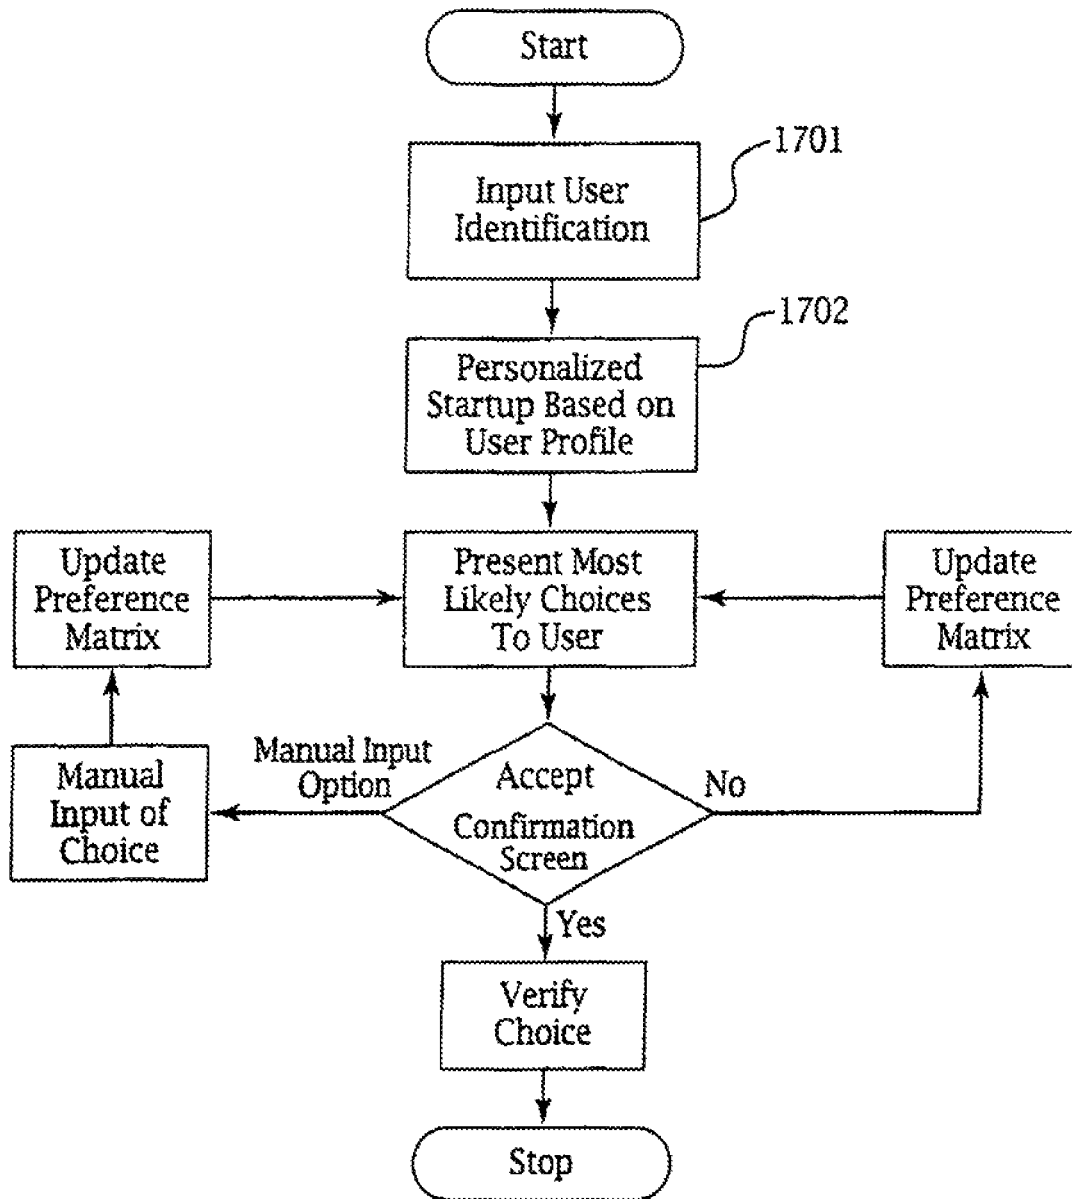 Start
1701
Input User
Identification
1702
Personalized
Startup Based on
User Profile
Update
Preference
Matrix
Present Most
Likely Choices
To User
Update
Preference
Matrix
Manual
Input of
Choice
Manual Input
Option
Accept
Confirmation
Screen
No
Yes
Verify
Choice
Stop